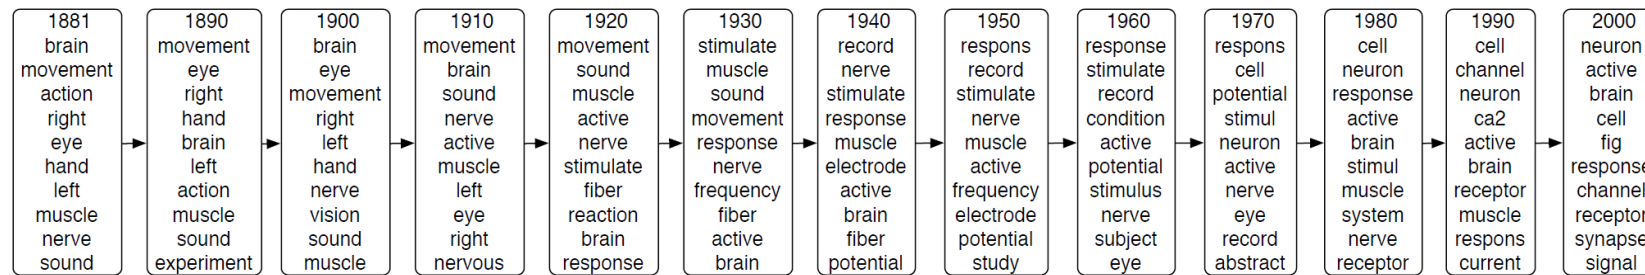 1881
brain
movement
action
right
eye
hand
left
muscle
nerve
sound
1890
movement
eye
right
hand
brain
left
action
muscle
sound
experiment
1900
brain
eye
movement
right
left
hand
nerve
vision
sound
muscle
1910
movement
brain
sound
nerve
active
muscle
left
eye
right
nervous
1920
movement
sound
muscle
active
nerve
stimulate
fiber
reaction
brain
response
1930
stimulate
muscle
sound
movement
response
nerve
frequency
fiber
active
brain
1940
record
nerve
stimulate
response
muscle
electrode
active
brain
fiber
potential
1950
respons
record
stimulate
nerve
muscle
active
frequency
electrode
potential
study
1960
response
stimulate
record
condition
active
potential
stimulus
nerve
subject
eye
1970
respons
cell
potential
stimul
neuron
active
nerve
eye
record
abstract
1980
cell
neuron
response
active
brain
stimul
muscle
system
nerve
receptor
1990
cell
channel
neuron
ca2
active
brain
receptor
muscle
respons
current
2000
neuron
active
brain
cell
fig
response
channel
receptor
synapse
signal